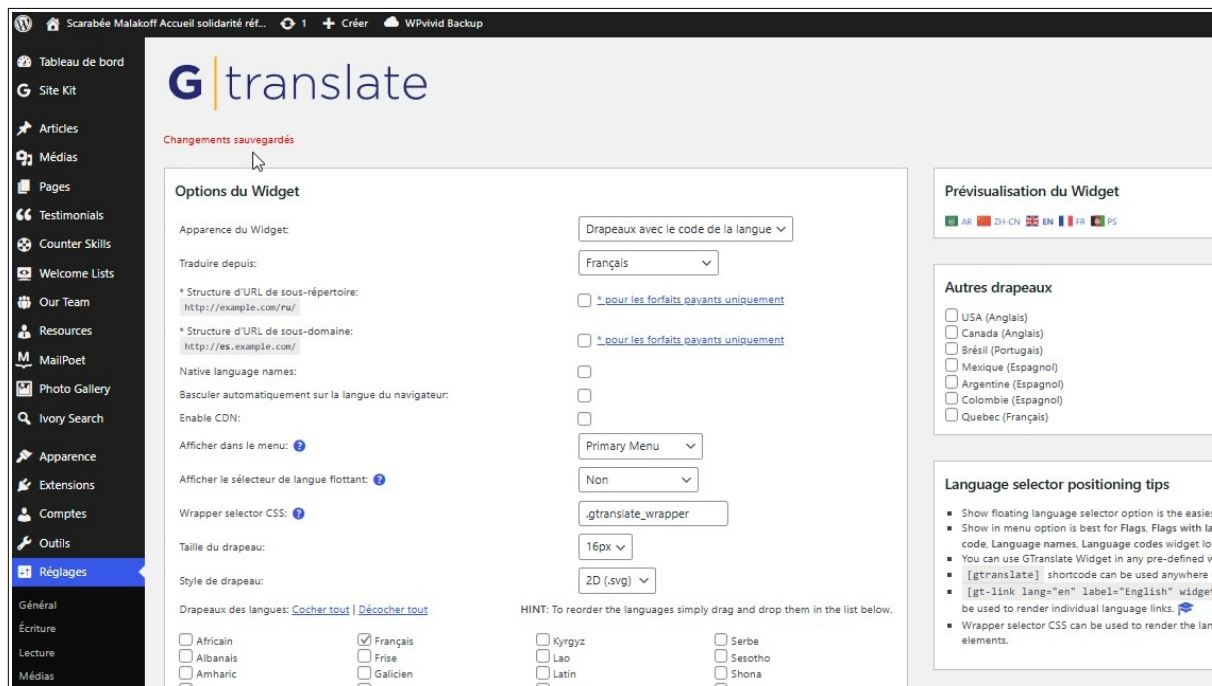 Scarabée Malakoff Accueil solidarité réf... 1 Créer WPvivid Backup
Tableau de bord
Site Kit
Articles
Médias
Pages
Testimonials
Counter Skills
Welcome Lists
Our Team
Resources
MailPoet
Photo Gallery
Ivory Search
Apparence
Extensions
Comptes
Outils
Réglages
Général
Écriture
Lecture
Médias
G translate
Changements sauvegardés
Options du Widget
Apparence du Widget: Drapeaux avec le code de la langue
Traduire depuis: Français
* Structure d'URL de sous-répertoire:
http://example.com/ru/
* pour les forfaits payants uniquement
* Structure d'URL de sous-domaine:
http://es.example.com/
* pour les forfaits payants uniquement
Native language names:
Basculer automatiquement sur la langue du navigateur:
Enable CDN:
Afficher dans le menu: ? Primary Menu
Afficher le sélecteur de langue flottant: ? Non
Wrapper selector CSS: ? .gtranslate_wrapper
Taille du drapeau: 16px
Style de drapeau: 2D (.svg)
Drapeaux des langues: Cocher tout | Décocher tout HINT: To reorder the languages simply drag and drop them in the list below.
Africain Français Kyrgyz Serbe
Albanais Frise Lao Sesotho
Amharic Galicien Latin Shona
Prévisualisation du Widget
AR ZH-CN EN FR PS
Autres drapeaux
USA (Anglais)
Canada (Anglais)
Brésil (Portugais)
Mexique (Espagnol)
Argentine (Espagnol)
Colombie (Espagnol)
Quebec (Français)
Language selector positioning tips
Show floating language selector option is the easies
Show in menu option is best for Flags, Flags with la
code, Language names, Language codes widget lo
You can use GTranslate Widget in any pre-defined w
[gtranslate] shortcode can be used anywhere
[gt-link lang="en" label="English" widget
be used to render individual language links.
Wrapper selector CSS can be used to render the lan
elements.